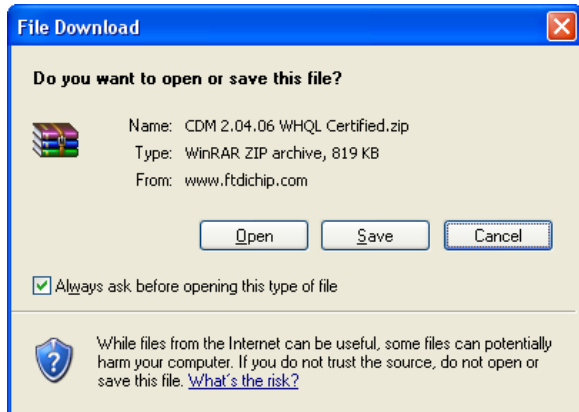 File Download
Do you want to open or save this file?
Name: CDM 2.04.06 WHQL Certified.zip
Type: WinRAR ZIP archive, 819 KB
From: www.ftdichip.com
Open Save Cancel
Always ask before opening this type of file
While files from the Internet can be useful, some files can potentially
harm your computer. If you do not trust the source, do not open or
save this file. What's the risk?